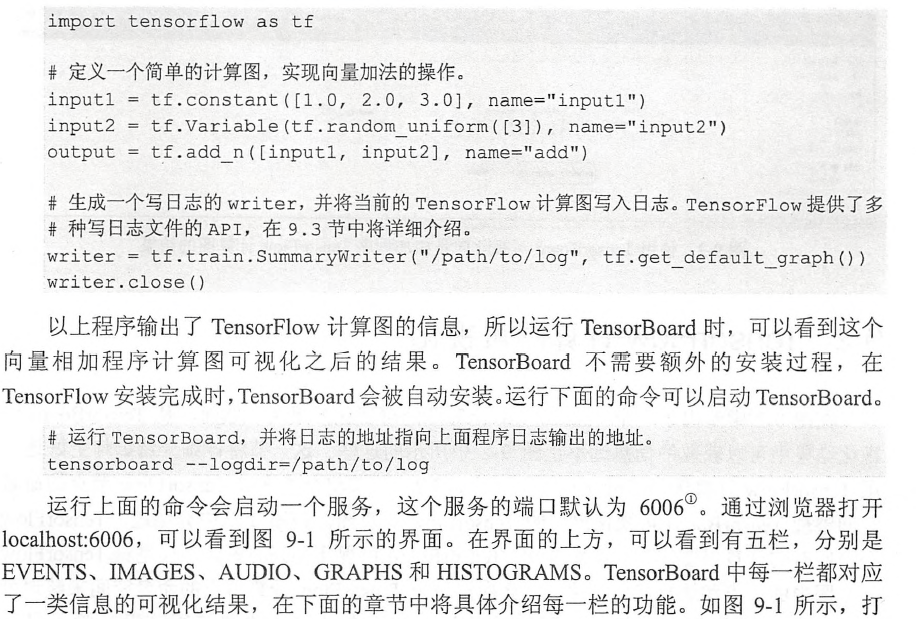 import tensorflow as tf
# 定义一个简单的计算图，实现向量加法的操作。
input1 = tf.constant([1.0, 2.0, 3.0], name="input1")
input2 = tf.Variable(tf.random_uniform([3]), name="input2")
output = tf.add_n([input1, input2], name="add")
# 生成一个写日志的 writer，并将当前的 TensorFlow 计算图写入日志。TensorFlow 提供了多
# 种写日志文件的 API，在 9.3 节中将详细介绍。
writer = tf.train.SummaryWriter("/path/to/log", tf.get_default_graph())
writer.close()
以上程序输出了 TensorFlow 计算图的信息，所以运行 TensorBoard 时，可以看到这个
向量相加程序计算图可视化之后的结果。TensorBoard 不需要额外的安装过程，在
TensorFlow 安装完成时，TensorBoard 会被自动安装。运行下面的命令可以启动 TensorBoard。
# 运行 TensorBoard，并将日志的地址指向上面程序日志输出的地址。
tensorboard --logdir=/path/to/log
运行上面的命令会启动一个服务，这个服务的端口默认为 6006①。通过浏览器打开
localhost:6006，可以看到图 9-1 所示的界面。在界面的上方，可以看到有五栏，分别是
EVENTS、IMAGES、AUDIO、GRAPHS 和 HISTOGRAMS。TensorBoard 中每一栏都对应
了一类信息的可视化结果，在下面的章节中将具体介绍每一栏的功能。如图 9-1 所示，打